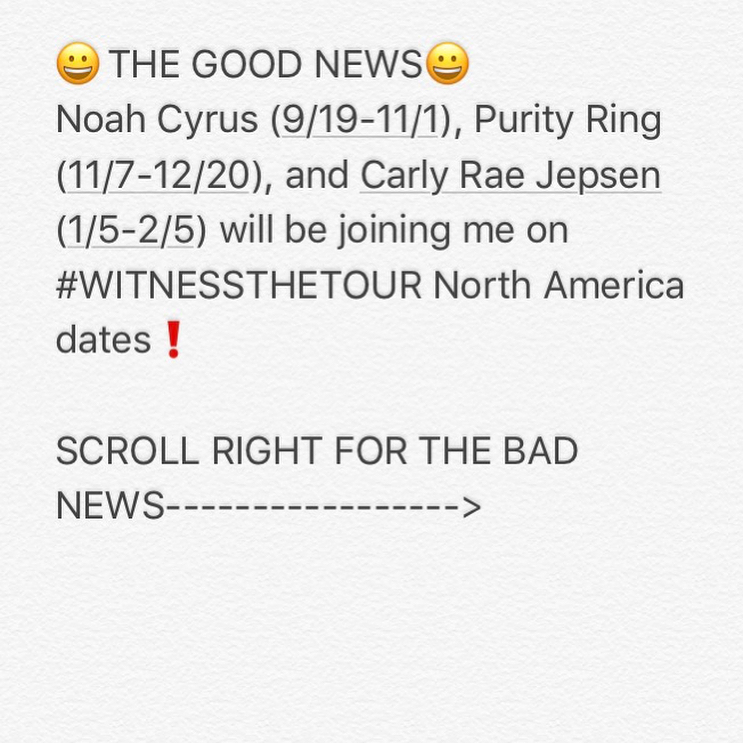 😀 THE GOOD NEWS😀
Noah Cyrus (9/19-11/1), Purity Ring
(11/7-12/20), and Carly Rae Jepsen
(1/5-2/5) will be joining me on
#WITNESSTHETOUR North America
dates❗
SCROLL RIGHT FOR THE BAD
NEWS----------------->